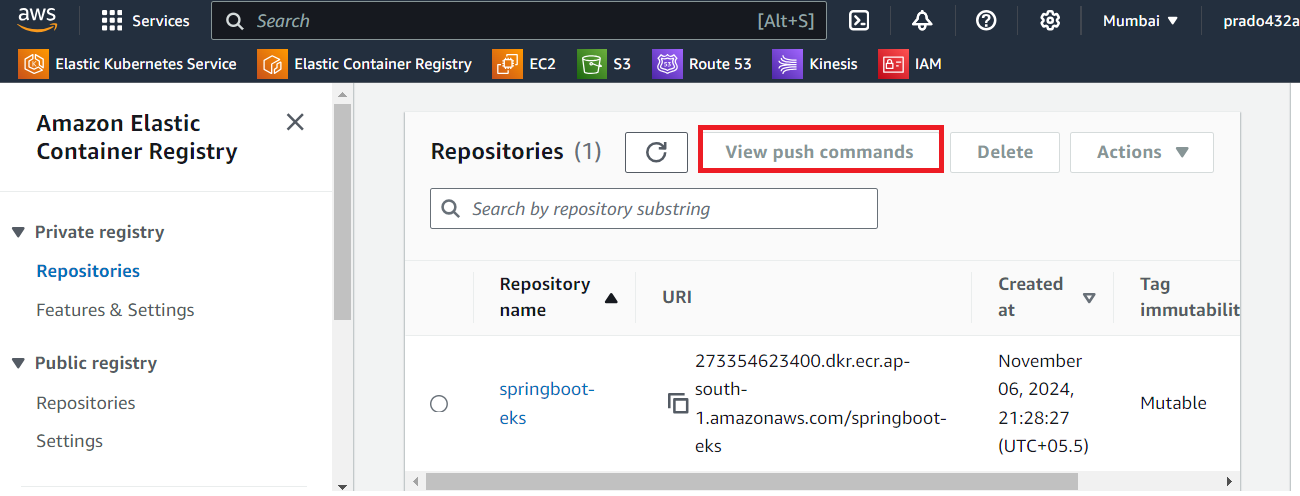 aws
Services
Search
[Alt+S]
Mumbai
prado432a
Elastic Kubernetes Service
Elastic Container Registry
EC2
S3
Route 53
Kinesis
IAM
Amazon Elastic
Container Registry
Private registry
Repositories
Features & Settings
Public registry
Repositories
Settings
Repositories (1)
View push commands
Delete
Actions
Search by repository substring
Repository
name
URI
Created
at
Tag
immutabilit
springboot-
eks
273354623400.dkr.ecr.ap-
south-
1.amazonaws.com/springboot-
eks
November
06, 2024,
21:28:27
(UTC+05.5)
Mutable